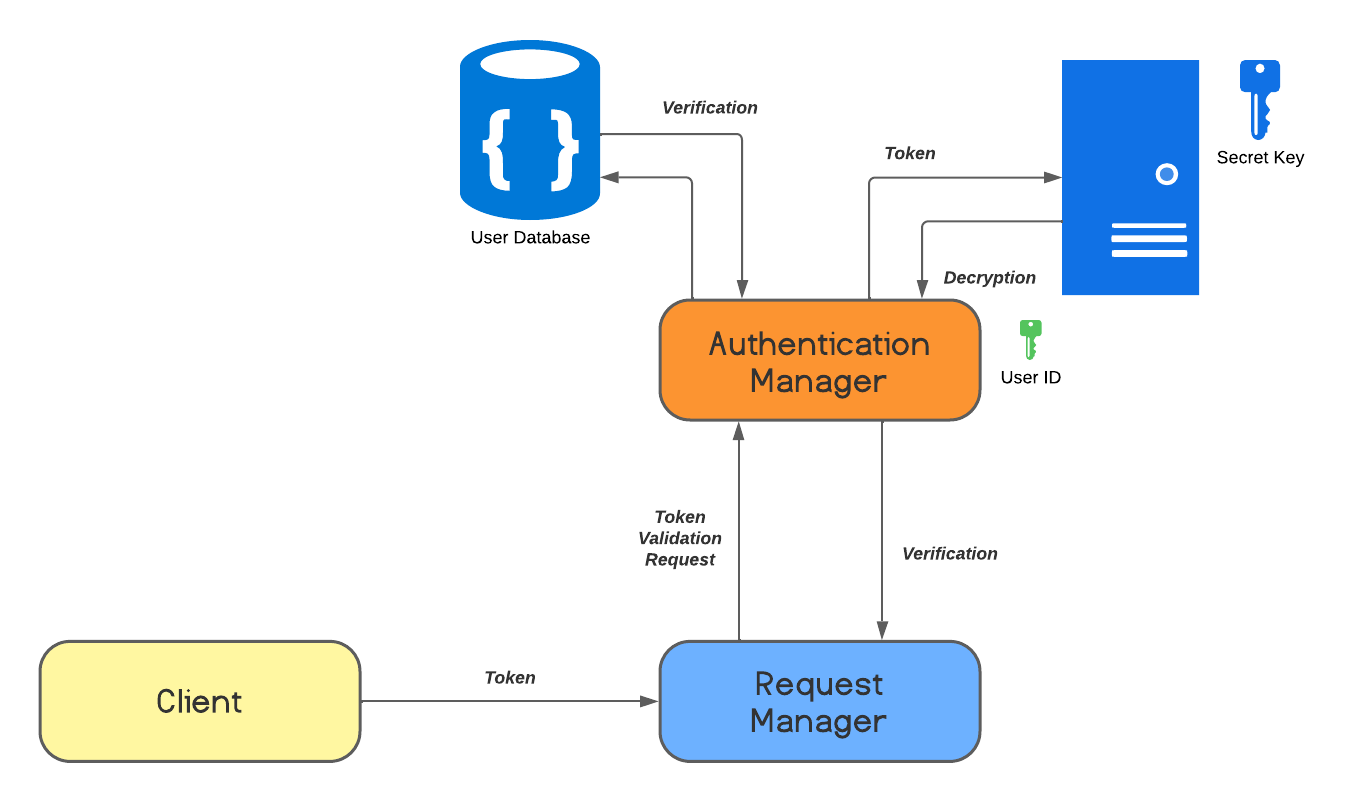 Verification
Token
Secret Key
{ }
User Database
Decryption
Authentication
Manager
User ID
Token
Validation
Request
Verification
Client
Token
Request
Manager